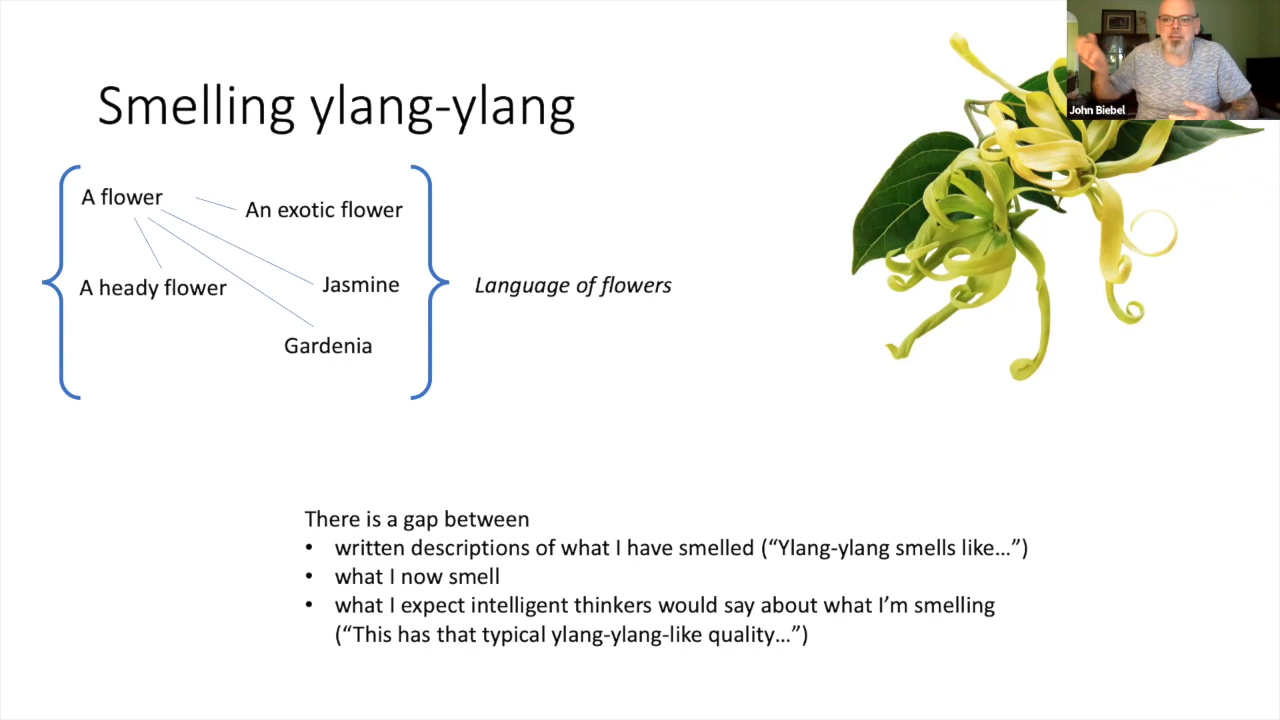 Smelling ylang-ylang
John Biebel
A flower
An exotic flower
A heady flower
Jasmine
Language of flowers
Gardenia
There is a gap between
• written descriptions of what I have smelled (“Ylang-ylang smells like…”)
• what I now smell
• what I expect intelligent thinkers would say about what I’m smelling
(“This has that typical ylang-ylang-like quality…”)